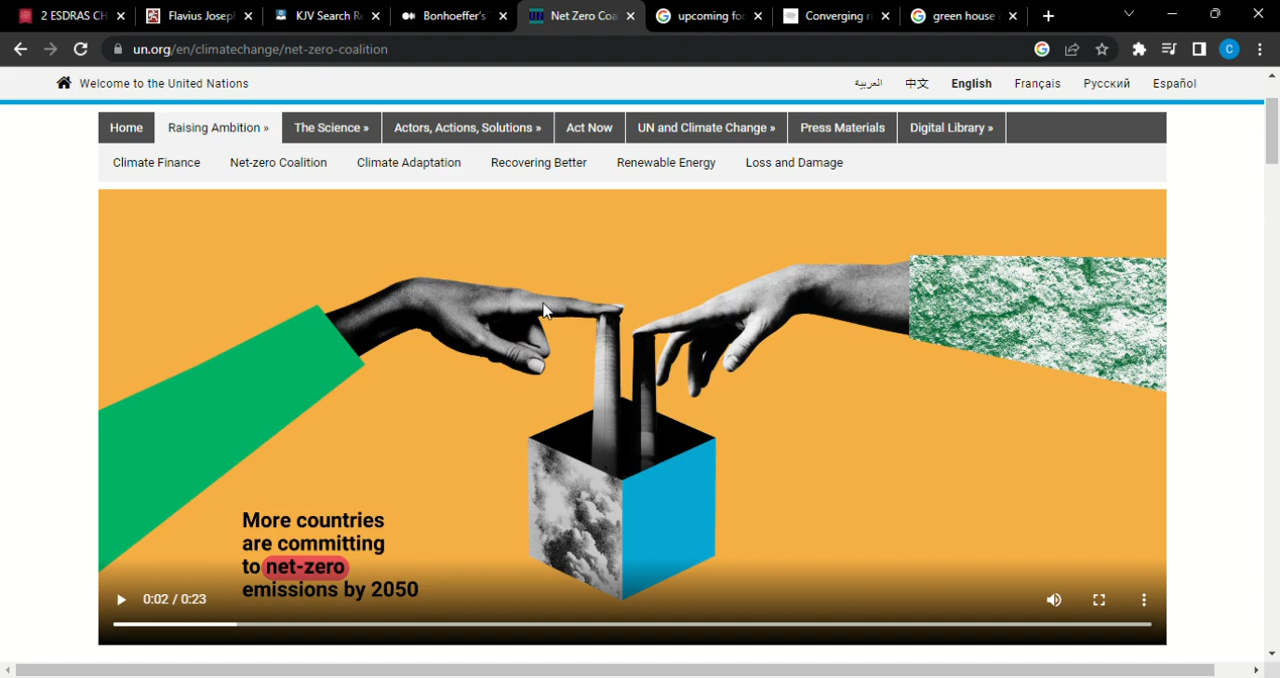 2 ESDRAS CH
Flavius Joseph
KJV Search Re
Bonhoeffer's
UN Net Zero Coa
upcoming foo
Converging ri
green house
un.org/en/climatechange/net-zero-coalition
C
Welcome to the United Nations
العربية 中文 English Français Русский Español
Home Raising Ambition » The Science » Actors, Actions, Solutions » Act Now UN and Climate Change » Press Materials Digital Library »
Climate Finance Net-zero Coalition Climate Adaptation Recovering Better Renewable Energy Loss and Damage
More countries
are committing
to net-zero
emissions by 2050
0:02 / 0:23